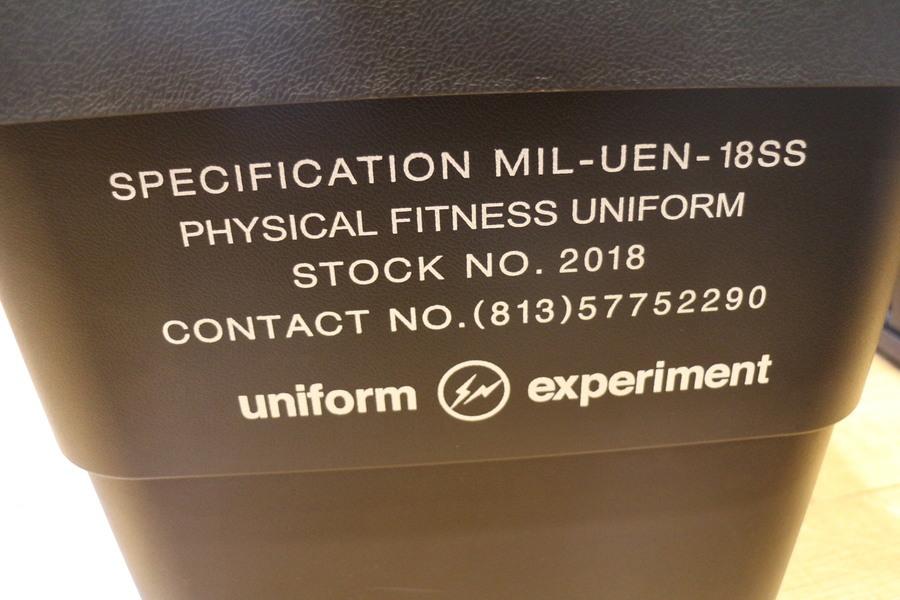 SPECIFICATION MIL-UEN-18SS
PHYSICAL FITNESS UNIFORM
STOCK NO. 2018
CONTACT NO.(813)57752290
uniform experiment